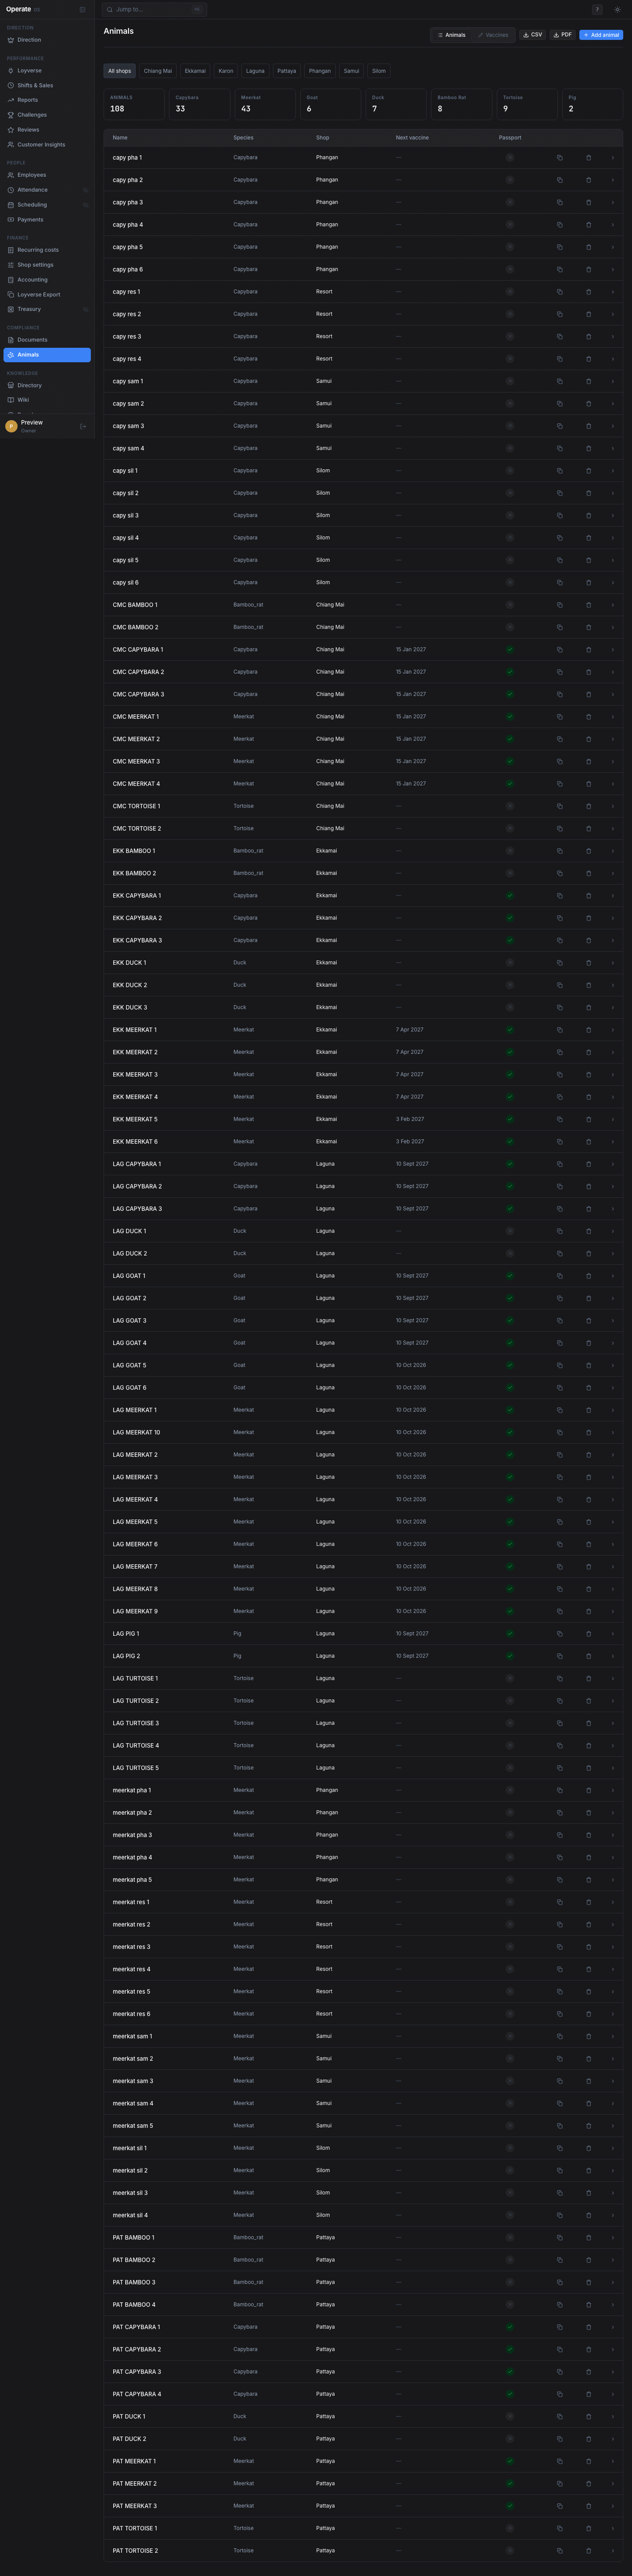 Operate
Jump to...
?
DIRECTION
Direction
PERFORMANCE
Loyverse
Shifts & Sales
Reports
Challenges
Reviews
Customer Insights
PEOPLE
Employees
Attendance
Scheduling
Payments
FINANCE
Recurring costs
Shop settings
Accounting
Loyverse Export
Treasury
COMPLIANCE
Documents
Animals
KNOWLEDGE
Directory
Wiki
P
Preview
Owner
Animals
Animals Vaccines CSV PDF + Add animal
All shops Chiang Mai Ekkamai Karon Laguna Pattaya Phangan Samui Silom
ANIMALS Capybara Meerkat Goat Duck Bamboo Rat Tortoise Pig
108 33 43 6 7 8 9 2
Name Species Shop Next vaccine Passport
capy pha 1 Capybara Phangan —
capy pha 2 Capybara Phangan —
capy pha 3 Capybara Phangan —
capy pha 4 Capybara Phangan —
capy pha 5 Capybara Phangan —
capy pha 6 Capybara Phangan —
capy res 1 Capybara Resort —
capy res 2 Capybara Resort —
capy res 3 Capybara Resort —
capy res 4 Capybara Resort —
capy sam 1 Capybara Samui —
capy sam 2 Capybara Samui —
capy sam 3 Capybara Samui —
capy sam 4 Capybara Samui —
capy sil 1 Capybara Silom —
capy sil 2 Capybara Silom —
capy sil 3 Capybara Silom —
capy sil 4 Capybara Silom —
capy sil 5 Capybara Silom —
capy sil 6 Capybara Silom —
CMC BAMBOO 1 Bamboo_rat Chiang Mai —
CMC BAMBOO 2 Bamboo_rat Chiang Mai —
CMC CAPYBARA 1 Capybara Chiang Mai 15 Jan 2027
CMC CAPYBARA 2 Capybara Chiang Mai 15 Jan 2027
CMC CAPYBARA 3 Capybara Chiang Mai 15 Jan 2027
CMC MEERKAT 1 Meerkat Chiang Mai 15 Jan 2027
CMC MEERKAT 2 Meerkat Chiang Mai 15 Jan 2027
CMC MEERKAT 3 Meerkat Chiang Mai 15 Jan 2027
CMC MEERKAT 4 Meerkat Chiang Mai 15 Jan 2027
CMC TORTOISE 1 Tortoise Chiang Mai —
CMC TORTOISE 2 Tortoise Chiang Mai —
EKK BAMBOO 1 Bamboo_rat Ekkamai —
EKK BAMBOO 2 Bamboo_rat Ekkamai —
EKK CAPYBARA 1 Capybara Ekkamai —
EKK CAPYBARA 2 Capybara Ekkamai —
EKK CAPYBARA 3 Capybara Ekkamai —
EKK DUCK 1 Duck Ekkamai —
EKK DUCK 2 Duck Ekkamai —
EKK DUCK 3 Duck Ekkamai —
EKK MEERKAT 1 Meerkat Ekkamai 7 Apr 2027
EKK MEERKAT 2 Meerkat Ekkamai 7 Apr 2027
EKK MEERKAT 3 Meerkat Ekkamai 7 Apr 2027
EKK MEERKAT 4 Meerkat Ekkamai 7 Apr 2027
EKK MEERKAT 5 Meerkat Ekkamai 3 Feb 2027
EKK MEERKAT 6 Meerkat Ekkamai 3 Feb 2027
LAG CAPYBARA 1 Capybara Laguna 10 Sept 2027
LAG CAPYBARA 2 Capybara Laguna 10 Sept 2027
LAG CAPYBARA 3 Capybara Laguna 10 Sept 2027
LAG DUCK 1 Duck Laguna —
LAG DUCK 2 Duck Laguna —
LAG GOAT 1 Goat Laguna 10 Sept 2027
LAG GOAT 2 Goat Laguna 10 Sept 2027
LAG GOAT 3 Goat Laguna 10 Sept 2027
LAG GOAT 4 Goat Laguna 10 Sept 2027
LAG GOAT 5 Goat Laguna 10 Oct 2026
LAG GOAT 6 Goat Laguna 10 Oct 2026
LAG MEERKAT 1 Meerkat Laguna 10 Oct 2026
LAG MEERKAT 10 Meerkat Laguna 10 Oct 2026
LAG MEERKAT 2 Meerkat Laguna 10 Oct 2026
LAG MEERKAT 3 Meerkat Laguna 10 Oct 2026
LAG MEERKAT 4 Meerkat Laguna 10 Oct 2026
LAG MEERKAT 5 Meerkat Laguna 10 Oct 2026
LAG MEERKAT 6 Meerkat Laguna 10 Oct 2026
LAG MEERKAT 7 Meerkat Laguna 10 Oct 2026
LAG MEERKAT 8 Meerkat Laguna 10 Oct 2026
LAG MEERKAT 9 Meerkat Laguna 10 Oct 2026
LAG PIG 1 Pig Laguna 10 Sept 2027
LAG PIG 2 Pig Laguna 10 Sept 2027
LAG TURTOISE 1 Tortoise Laguna —
LAG TURTOISE 2 Tortoise Laguna —
LAG TURTOISE 3 Tortoise Laguna —
LAG TURTOISE 4 Tortoise Laguna —
LAG TURTOISE 5 Tortoise Laguna —
meerkat pha 1 Meerkat Phangan —
meerkat pha 2 Meerkat Phangan —
meerkat pha 3 Meerkat Phangan —
meerkat pha 4 Meerkat Phangan —
meerkat pha 5 Meerkat Phangan —
meerkat res 1 Meerkat Resort —
meerkat res 2 Meerkat Resort —
meerkat res 3 Meerkat Resort —
meerkat res 4 Meerkat Resort —
meerkat res 5 Meerkat Resort —
meerkat res 6 Meerkat Resort —
meerkat sam 1 Meerkat Samui —
meerkat sam 2 Meerkat Samui —
meerkat sam 3 Meerkat Samui —
meerkat sam 4 Meerkat Samui —
meerkat sam 5 Meerkat Samui —
meerkat sil 1 Meerkat Silom —
meerkat sil 2 Meerkat Silom —
meerkat sil 3 Meerkat Silom —
meerkat sil 4 Meerkat Silom —
PAT BAMBOO 1 Bamboo_rat Pattaya —
PAT BAMBOO 2 Bamboo_rat Pattaya —
PAT BAMBOO 3 Bamboo_rat Pattaya —
PAT BAMBOO 4 Bamboo_rat Pattaya —
PAT CAPYBARA 1 Capybara Pattaya —
PAT CAPYBARA 2 Capybara Pattaya —
PAT CAPYBARA 3 Capybara Pattaya —
PAT CAPYBARA 4 Capybara Pattaya —
PAT DUCK 1 Duck Pattaya —
PAT DUCK 2 Duck Pattaya —
PAT MEERKAT 1 Meerkat Pattaya —
PAT MEERKAT 2 Meerkat Pattaya —
PAT MEERKAT 3 Meerkat Pattaya —
PAT TORTOISE 1 Tortoise Pattaya —
PAT TORTOISE 2 Tortoise Pattaya —